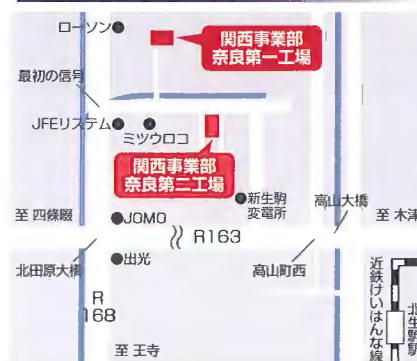 ローソン
関西事業部
奈良第一工場
最初の信号
JFEリステム
ミツウロコ
関西事業部
奈良第二工場
新生駒
変電所
高山大橋
至 四條畷
JOMO
至 木津
R163
北田原大橋
出光
高山町西
R
168
近鉄けいはんな線
北生駒駅
至 王寺